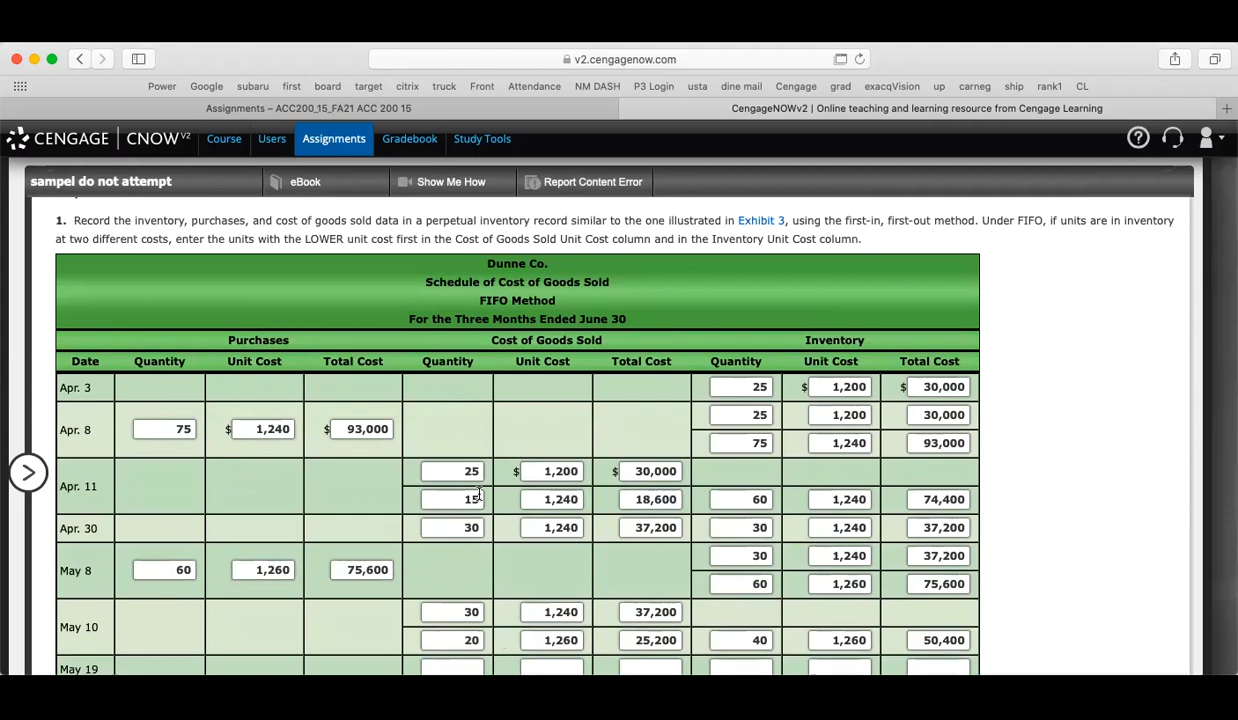 v2.cengagenow.com
Power Google subaru first board target citrix truck Front Attendance NM DASH P3 Login usta dine mail Cengage grad exacqVision up carneg ship rank1 CL
Assignments – ACC200_15_FA21 ACC 200 15 CengageNOWv2 | Online teaching and learning resource from Cengage Learning
CENGAGE CNOWV2 Course Users Assignments Gradebook Study Tools
sampel do not attempt eBook Show Me How Report Content Error
1. Record the inventory, purchases, and cost of goods sold data in a perpetual inventory record similar to the one illustrated in Exhibit 3, using the first-in, first-out method. Under FIFO, if units are in inventory
at two different costs, enter the units with the LOWER unit cost first in the Cost of Goods Sold Unit Cost column and in the Inventory Unit Cost column.
Dunne Co.
Schedule of Cost of Goods Sold
FIFO Method
For the Three Months Ended June 30
Purchases Cost of Goods Sold Inventory
Date Quantity Unit Cost Total Cost Quantity Unit Cost Total Cost Quantity Unit Cost Total Cost
Apr. 3 25 $ 1,200 $ 30,000
25 1,200 30,000
Apr. 8 75 $ 1,240 $ 93,000
75 1,240 93,000
25 $ 1,200 $ 30,000
Apr. 11
15 1,240 18,600 60 1,240 74,400
Apr. 30 30 1,240 37,200 30 1,240 37,200
30 1,240 37,200
May 8 60 1,260 75,600
60 1,260 75,600
30 1,240 37,200
May 10
20 1,260 25,200 40 1,260 50,400
May 19